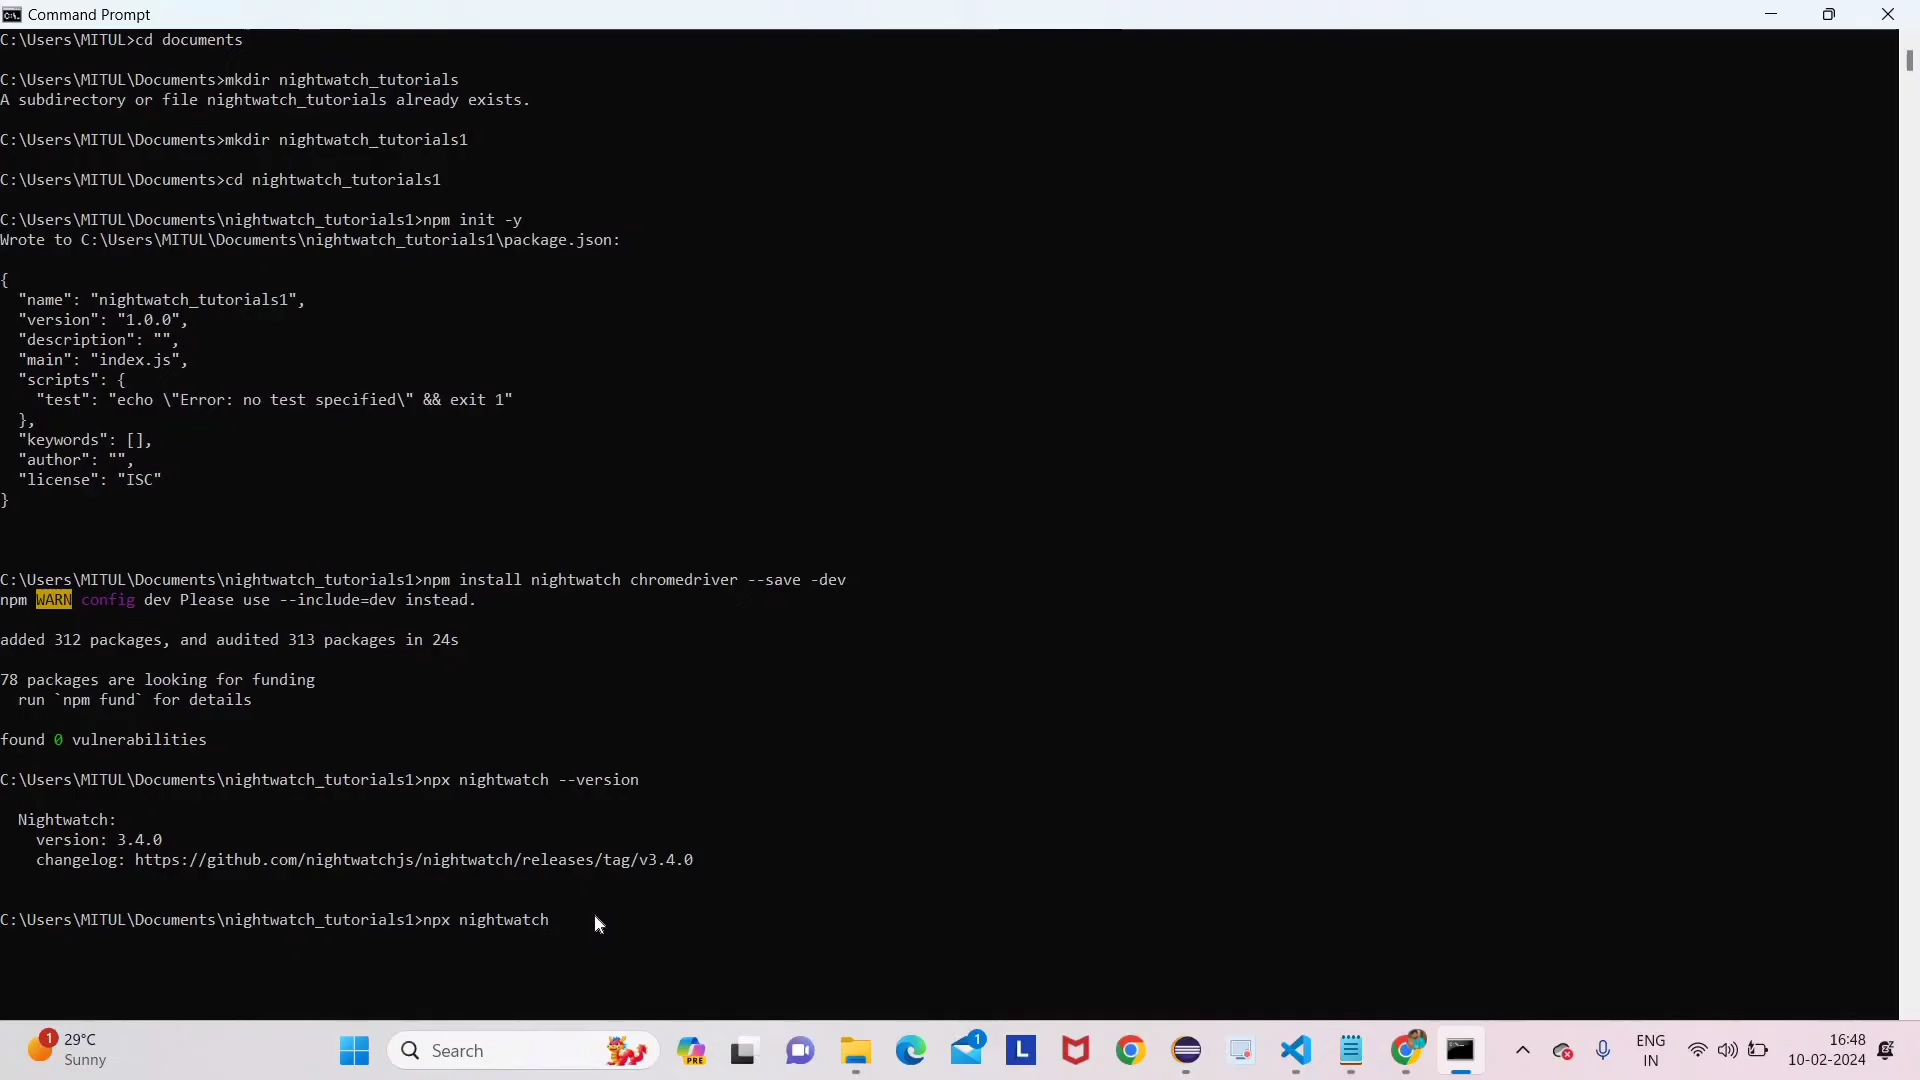 Command Prompt
C:\Users\MITUL>cd documents
C:\Users\MITUL\Documents>mkdir nightwatch_tutorials
A subdirectory or file nightwatch_tutorials already exists.
C:\Users\MITUL\Documents>mkdir nightwatch_tutorials1
C:\Users\MITUL\Documents>cd nightwatch_tutorials1
C:\Users\MITUL\Documents\nightwatch_tutorials1>npm init -y
Wrote to C:\Users\MITUL\Documents\nightwatch_tutorials1\package.json:
{
  "name": "nightwatch_tutorials1",
  "version": "1.0.0",
  "description": "",
  "main": "index.js",
  "scripts": {
    "test": "echo \"Error: no test specified\" && exit 1"
  },
  "keywords": [],
  "author": "",
  "license": "ISC"
}
C:\Users\MITUL\Documents\nightwatch_tutorials1>npm install nightwatch chromedriver --save -dev
npm WARN config dev Please use --include=dev instead.
added 312 packages, and audited 313 packages in 24s
78 packages are looking for funding
  run `npm fund` for details
found 0 vulnerabilities
C:\Users\MITUL\Documents\nightwatch_tutorials1>npx nightwatch --version
  Nightwatch:
    version: 3.4.0
    changelog: https://github.com/nightwatchjs/nightwatch/releases/tag/v3.4.0
C:\Users\MITUL\Documents\nightwatch_tutorials1>npx nightwatch
1
29°C
Sunny
Search
PRE
1
L
ENG
IN
16:48
10-02-2024